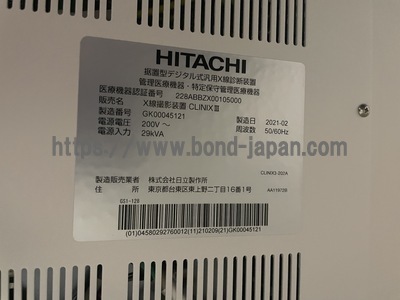 HITACHI
据置型デジタル式汎用X線診断装置
管理医療機器・特定保守管理医療機器
医療機器認証番号 228ABBZX00105000
販売名 X線撮影装置 CLINIXⅢ
製造番号 GK00045121 製造日 2021-02
電源電圧 200V～ 周波数 50/60Hz
電源入力 29kVA
https://www.bond-japan.com/
CLINIX3-202A
製造販売業者 株式会社日立製作所
住所 東京都台東区東上野二丁目16番1号
GS1-128
(01)04580292760012(11)210209(21)GK00045121